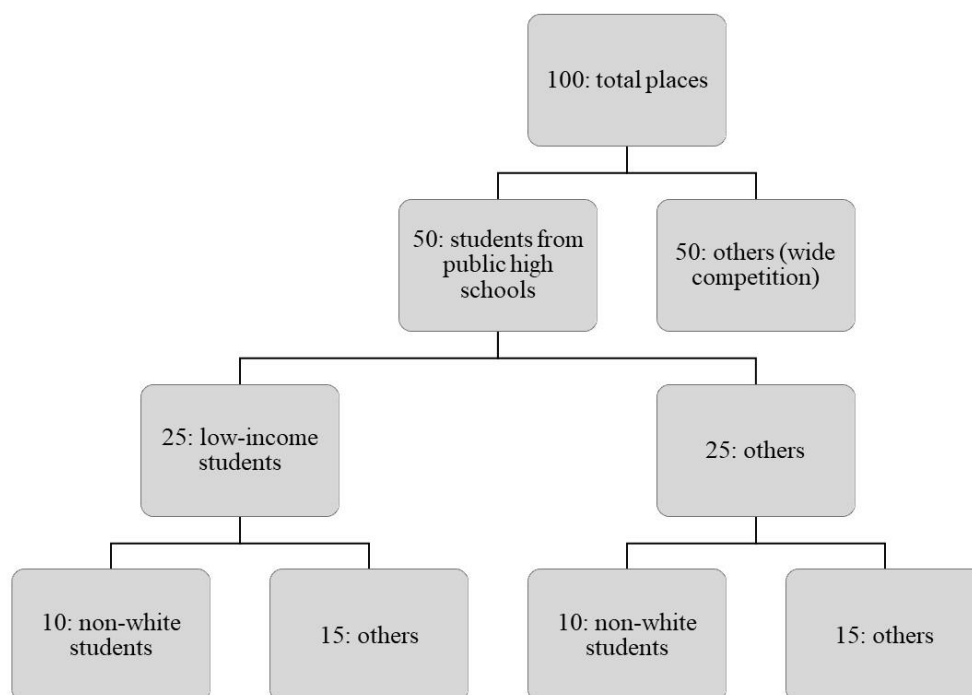 100: total places
50: students from
public high
schools
50: others (wide
competition)
25: low-income
students
25: others
10: non-white
students
15: others
10: non-white
students
15: others